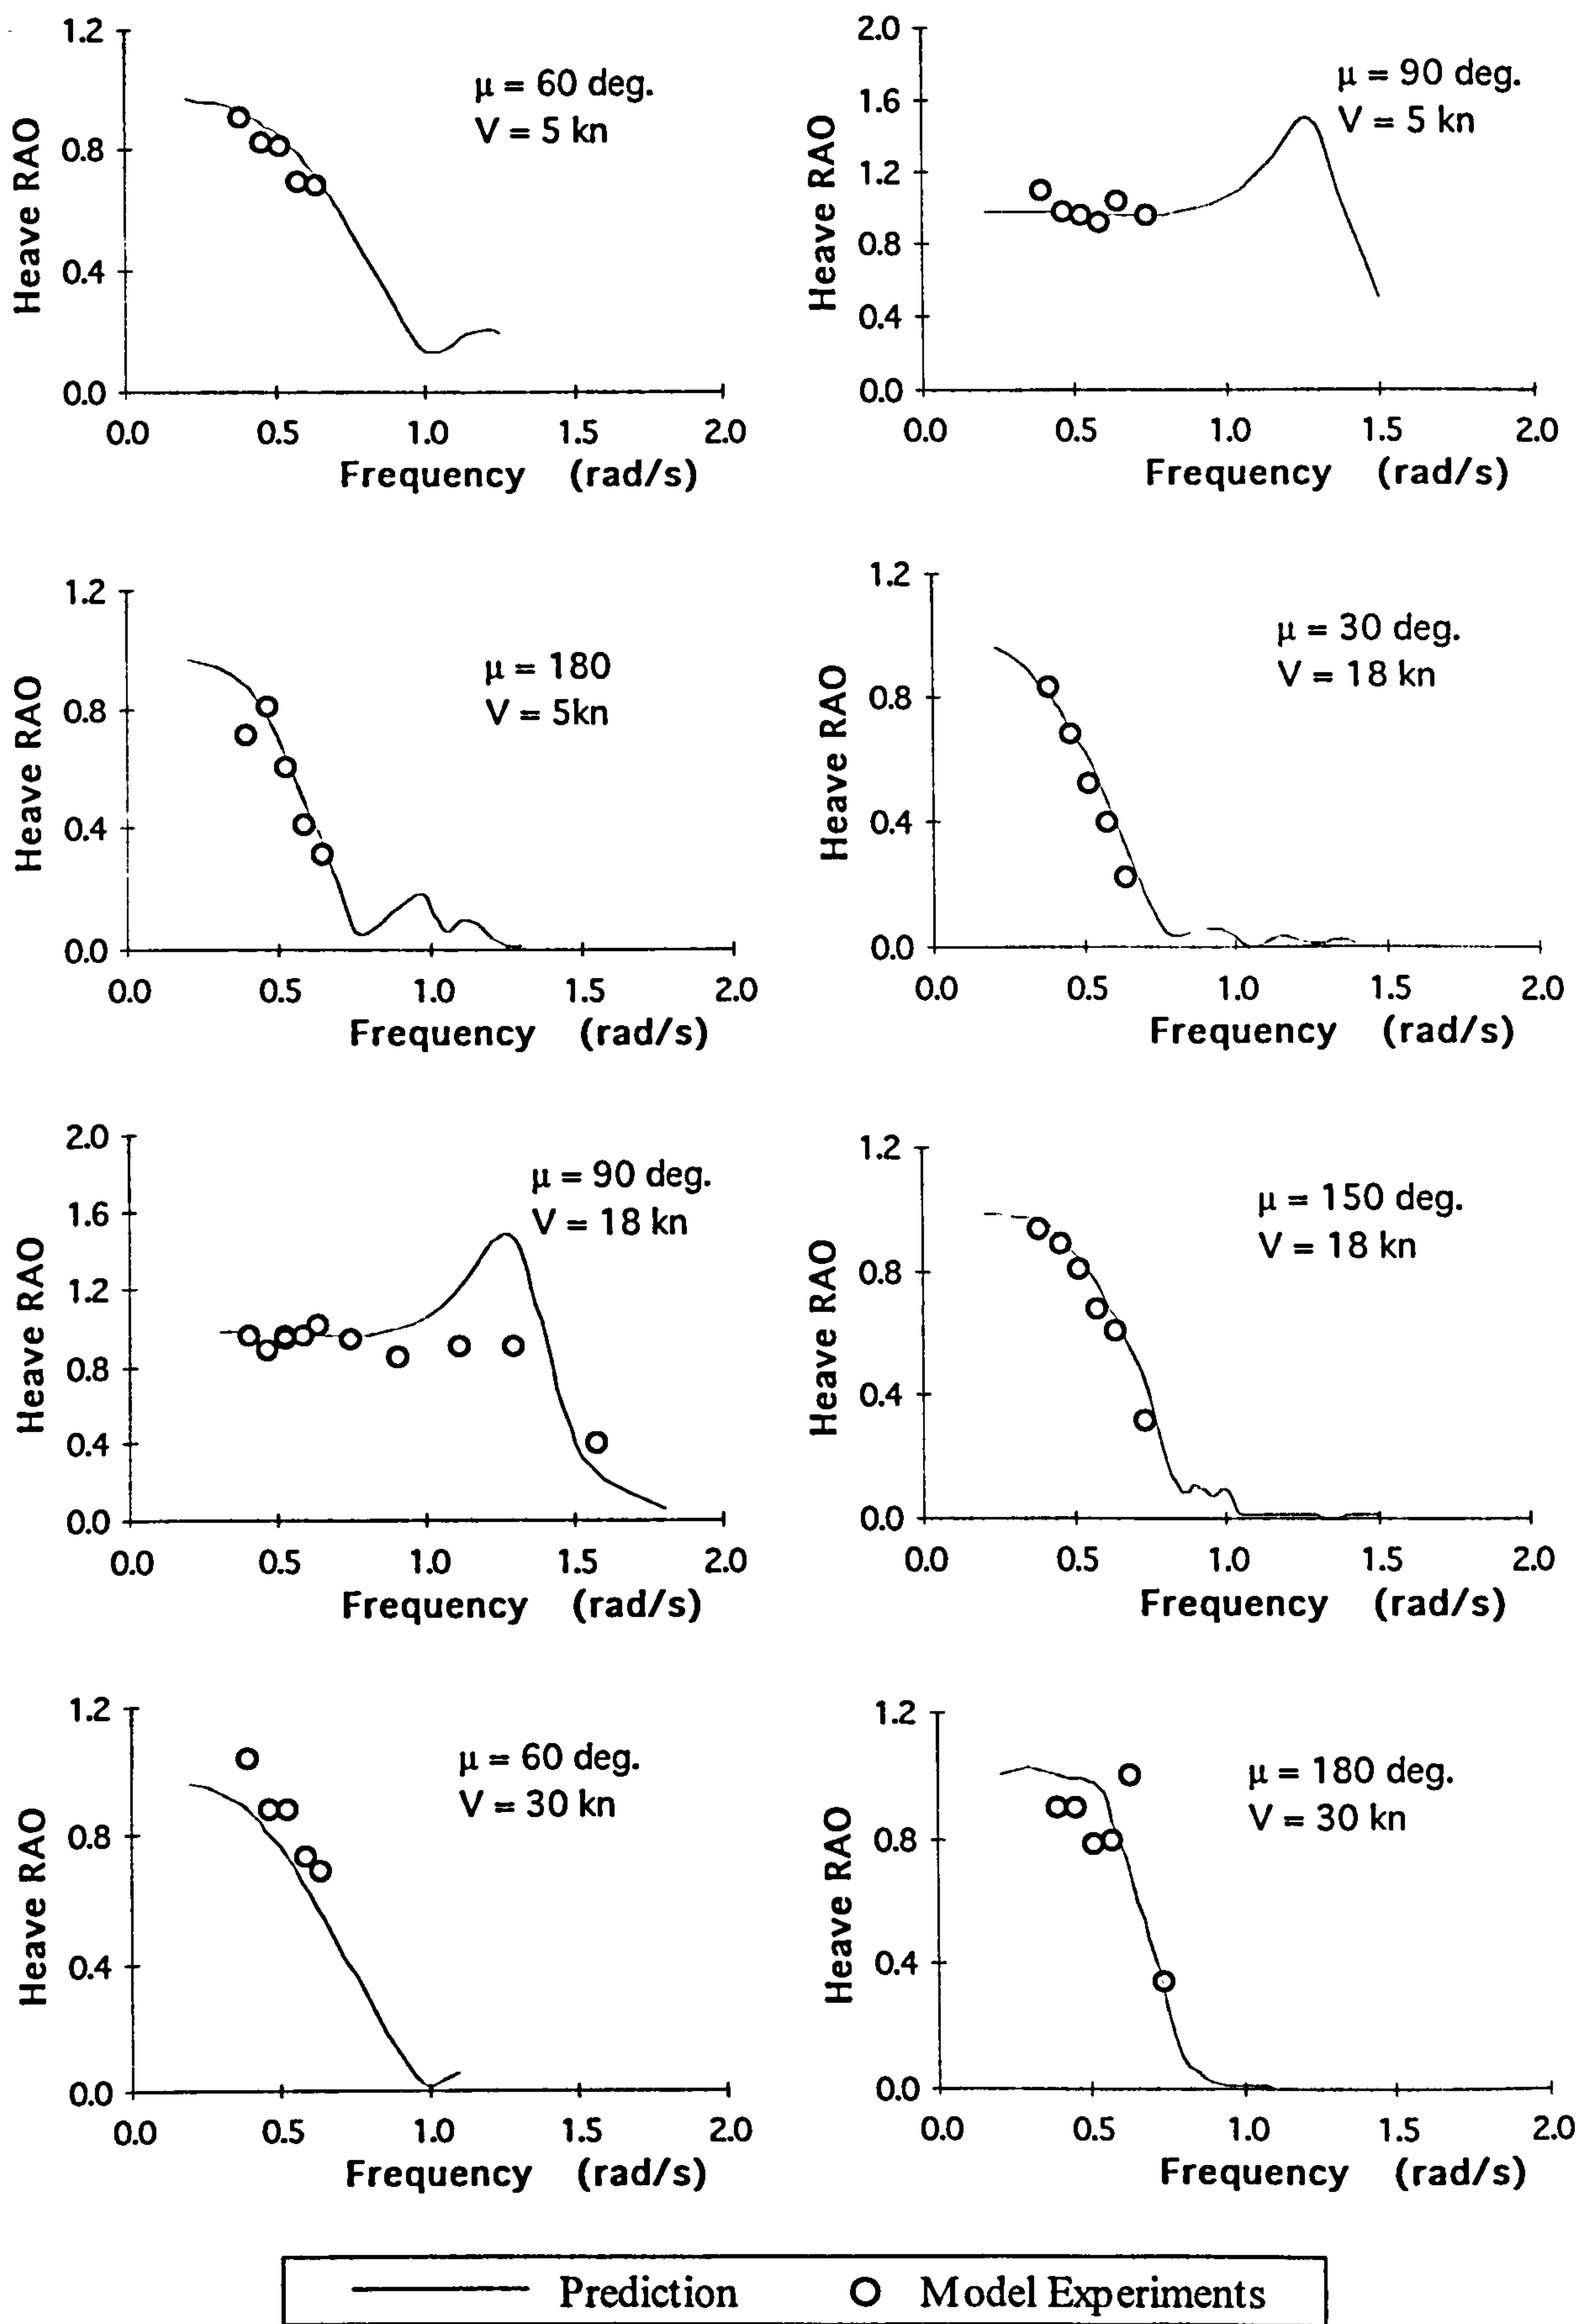 1.2
0.8
0.4
0.0
Heave RAO
μ = 60 deg.
V = 5 kn
0.0 0.5 1.0 1.5 2.0
Frequency (rad/s)
2.0
1.6
1.2
0.8
0.4
0.0
Heave RAO
μ = 90 deg.
V = 5 kn
0.0 0.5 1.0 1.5 2.0
Frequency (rad/s)
1.2
0.8
0.4
0.0
Heave RAO
μ = 180
V = 5kn
0.0 0.5 1.0 1.5 2.0
Frequency (rad/s)
1.2
0.8
0.4
0.0
Heave RAO
μ = 30 deg.
V = 18 kn
0.0 0.5 1.0 1.5 2.0
Frequency (rad/s)
2.0
1.6
1.2
0.8
0.4
0.0
Heave RAO
μ = 90 deg.
V = 18 kn
0.0 0.5 1.0 1.5 2.0
Frequency (rad/s)
1.2
0.8
0.4
0.0
Heave RAO
μ = 150 deg.
V = 18 kn
0.0 0.5 1.0 1.5 2.0
Frequency (rad/s)
1.2
0.8
0.4
0.0
Heave RAO
μ = 60 deg.
V = 30 kn
0.0 0.5 1.0 1.5 2.0
Frequency (rad/s)
1.2
0.8
0.4
0.0
Heave RAO
μ = 180 deg.
V = 30 kn
0.0 0.5 1.0 1.5 2.0
Frequency (rad/s)
Prediction Model Experiments